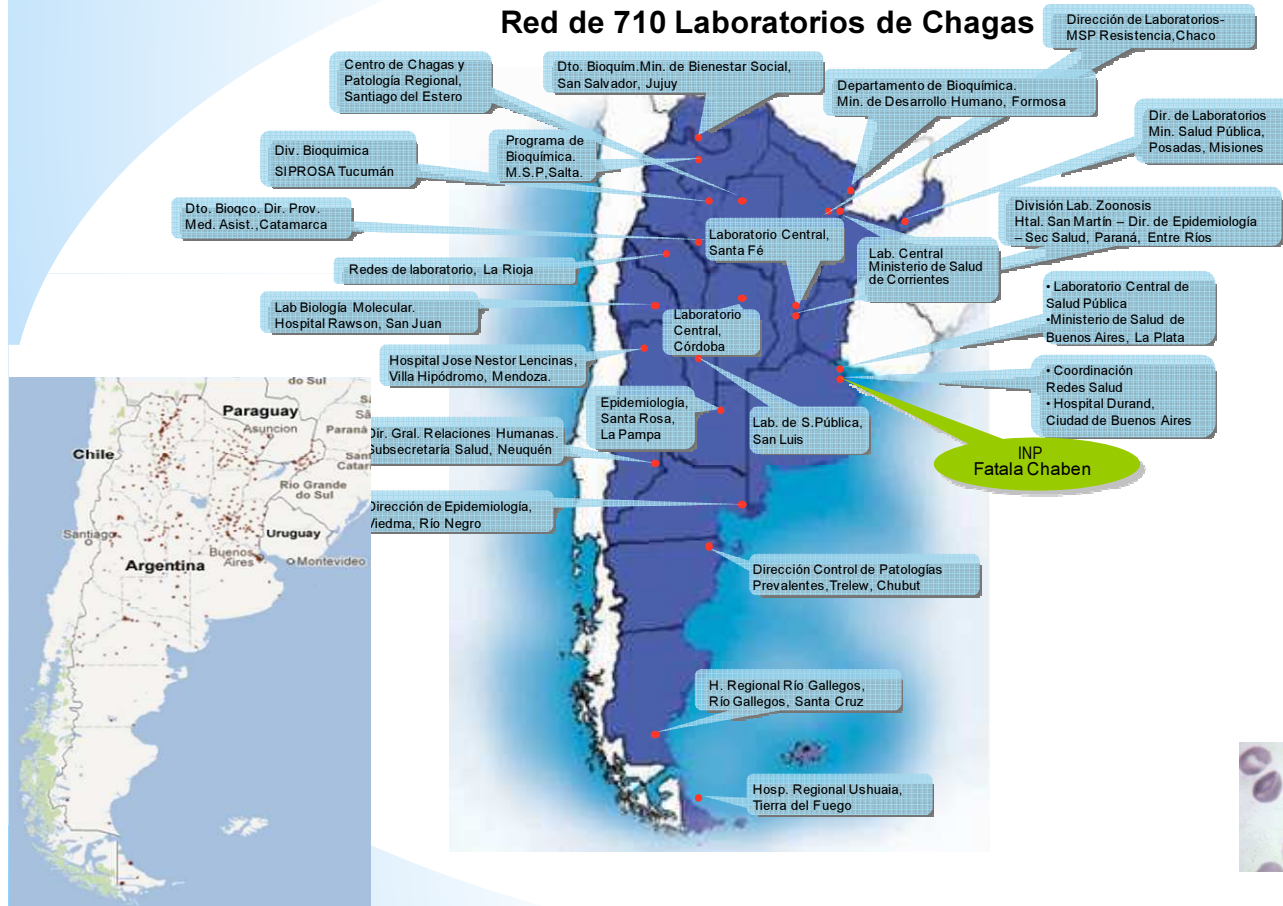 Red de 710 Laboratorios de Chagas
Dirección de Laboratorios-
MSP Resistencia,Chaco
Centro de Chagas y
Patología Regional,
Santiago del Estero
Dto. Bioquím.Min. de Bienestar Social,
San Salvador, Jujuy
Departamento de Bioquímica.
Min. de Desarrollo Humano, Formosa
Dir. de Laboratorios
Min. Salud Pública,
Posadas, Misiones
Div. Bioquímica
SIPROSA Tucumán
Programa de
Bioquímica.
M.S.P,Salta.
Dto. Bioqco. Dir. Prov.
Med. Asist.,Catamarca
Laboratorio Central,
Santa Fé
División Lab. Zoonosis
Htal. San Martín – Dir. de Epidemiología
– Sec Salud, Paraná, Entre Ríos
Redes de laboratorio, La Rioja
Lab. Central
Ministerio de Salud
de Corrientes
Lab Biología Molecular.
Hospital Rawson, San Juan
Laboratorio
Central,
Córdoba
• Laboratorio Central de
Salud Pública
•Ministerio de Salud de
Buenos Aires, La Plata
Hospital Jose Nestor Lencinas,
Villa Hipódromo, Mendoza.
• Coordinación
Redes Salud
• Hospital Durand,
Ciudad de Buenos Aires
Epidemiología,
Santa Rosa,
La Pampa
Lab. de S.Pública,
San Luis
Dir. Gral. Relaciones Humanas.
Subsecretaría Salud, Neuquén
INP
Fatala Chaben
Dirección de Epidemiología,
Viedma, Río Negro
Dirección Control de Patologías
Prevalentes,Trelew, Chubut
H. Regional Río Gallegos,
Río Gallegos, Santa Cruz
Hosp. Regional Ushuaia,
Tierra del Fuego
do Sul
Paraguay
Asuncion
Paraná
Chile
Santa
Catar
Rio Grande
do Sul
Santiago
Uruguay
Buenos
Aires
Montevideo
Argentina